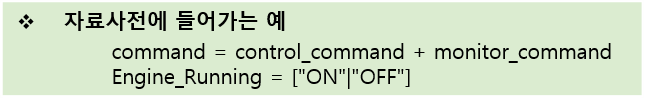 ❖ 자료사전에 들어가는 예
command = control_command + monitor_command
Engine_Running = ["ON"|"OFF"]